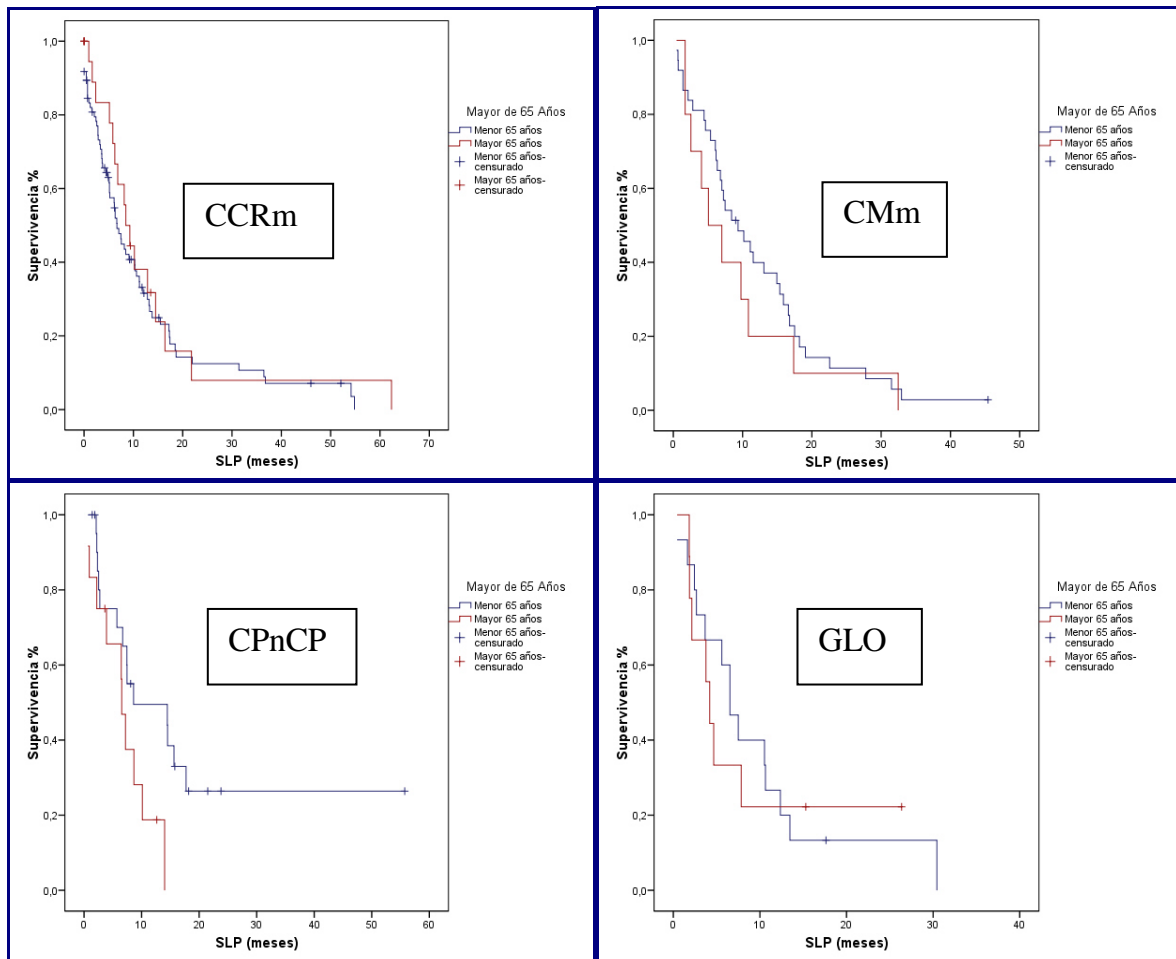 1,0
0,8
0,6
0,4
0,2
0,0
Supervivencia %
0
10
20
30
40
50
60
70
SLP (meses)
CCRm
Mayor de 65 Años
Menor 65 años
Mayor 65 años
Menor 65 años-
censurado
Mayor 65 años-
censurado
1,0
0,8
0,6
0,4
0,2
0,0
Supervivencia %
0
10
20
30
40
50
SLP (meses)
CMm
Mayor de 65 Años
Menor 65 años
Mayor 65 años
Menor 65 años-
censurado
Mayor 65 años-
censurado
1,0
0,8
0,6
0,4
0,2
0,0
Supervivencia %
0
10
20
30
40
50
60
SLP (meses)
CPnCP
Mayor de 65 Años
Menor 65 años
Mayor 65 años
Menor 65 años-
censurado
Mayor 65 años-
censurado
1,0
0,8
0,6
0,4
0,2
0,0
Supervivencia %
0
10
20
30
40
SLP (meses)
GLO
Mayor de 65 Años
Menor 65 años
Mayor 65 años
Menor 65 años-
censurado
Mayor 65 años-
censurado